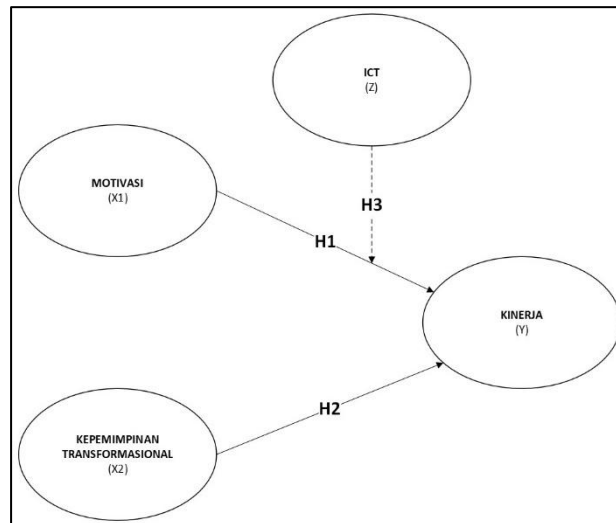 ICT
(Z)
MOTIVASI
(X1)
H3
H1
KINERJA
(Y)
H2
KEPEMIMPINAN
TRANSFORMASIONAL
(X2)